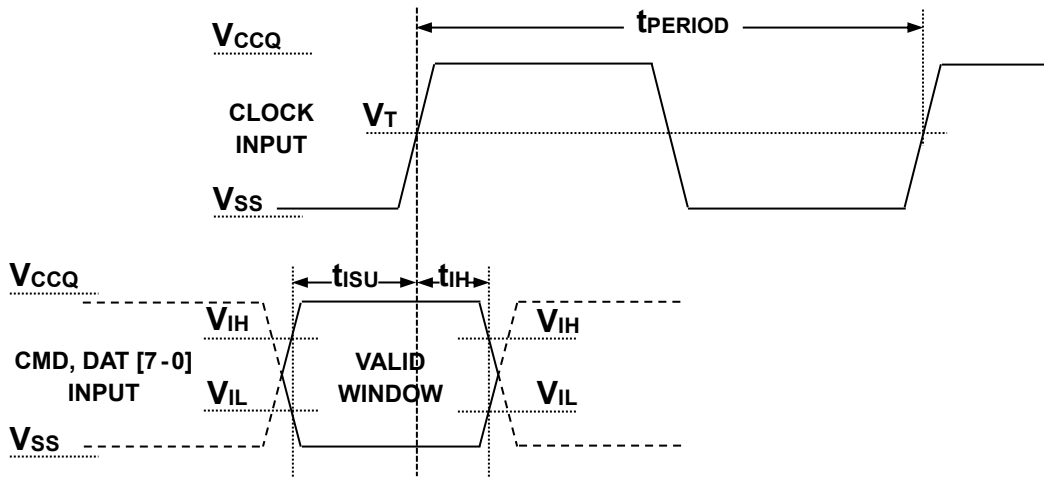 tPERIOD
VCCQ
CLOCK
INPUT
VT
VSS
VCCQ
tISU
tIH
VIH
VIH
CMD, DAT [7-0]
INPUT
VALID
WINDOW
VIL
VIL
VSS